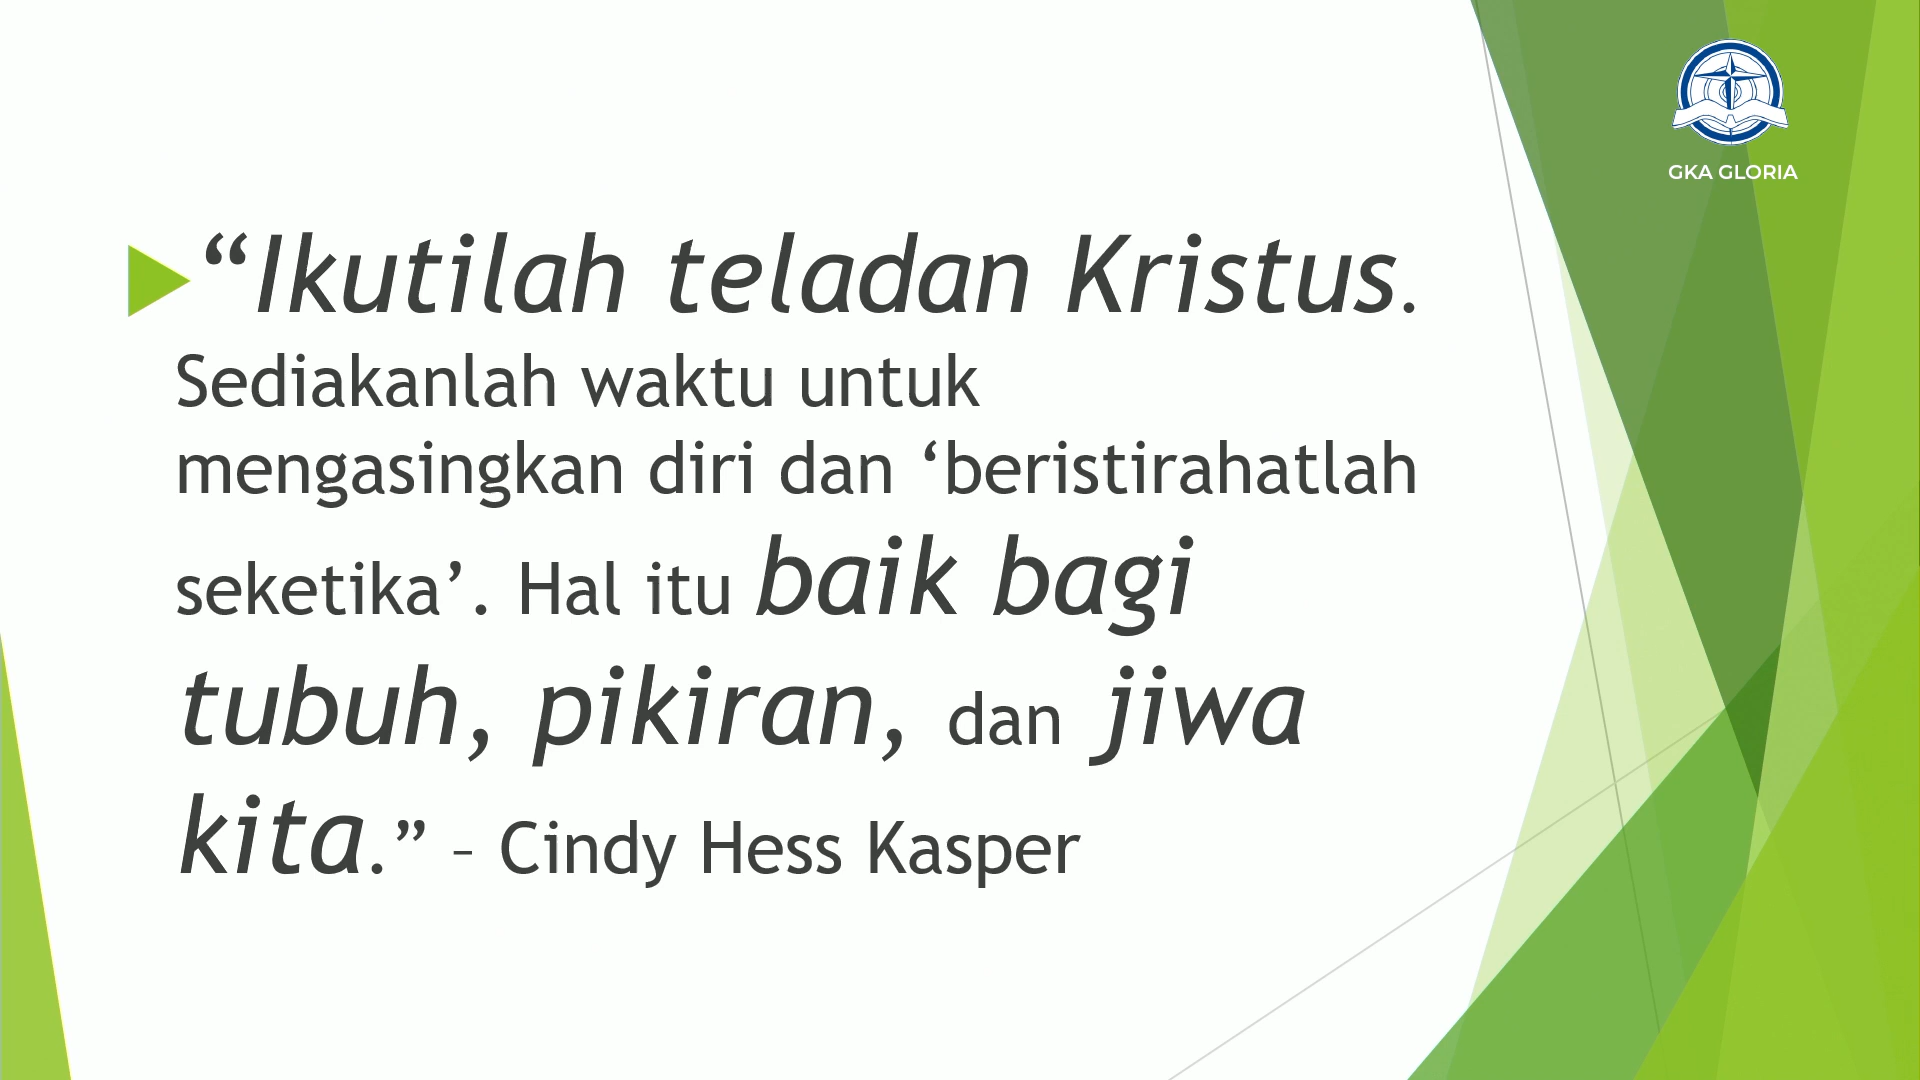 GKA GLORIA
“Ikutilah teladan Kristus.
Sediakanlah waktu untuk
mengasingkan diri dan ‘beristirahatlah
seketika’. Hal itu baik bagi
tubuh, pikiran, dan jiwa
kita.” – Cindy Hess Kasper